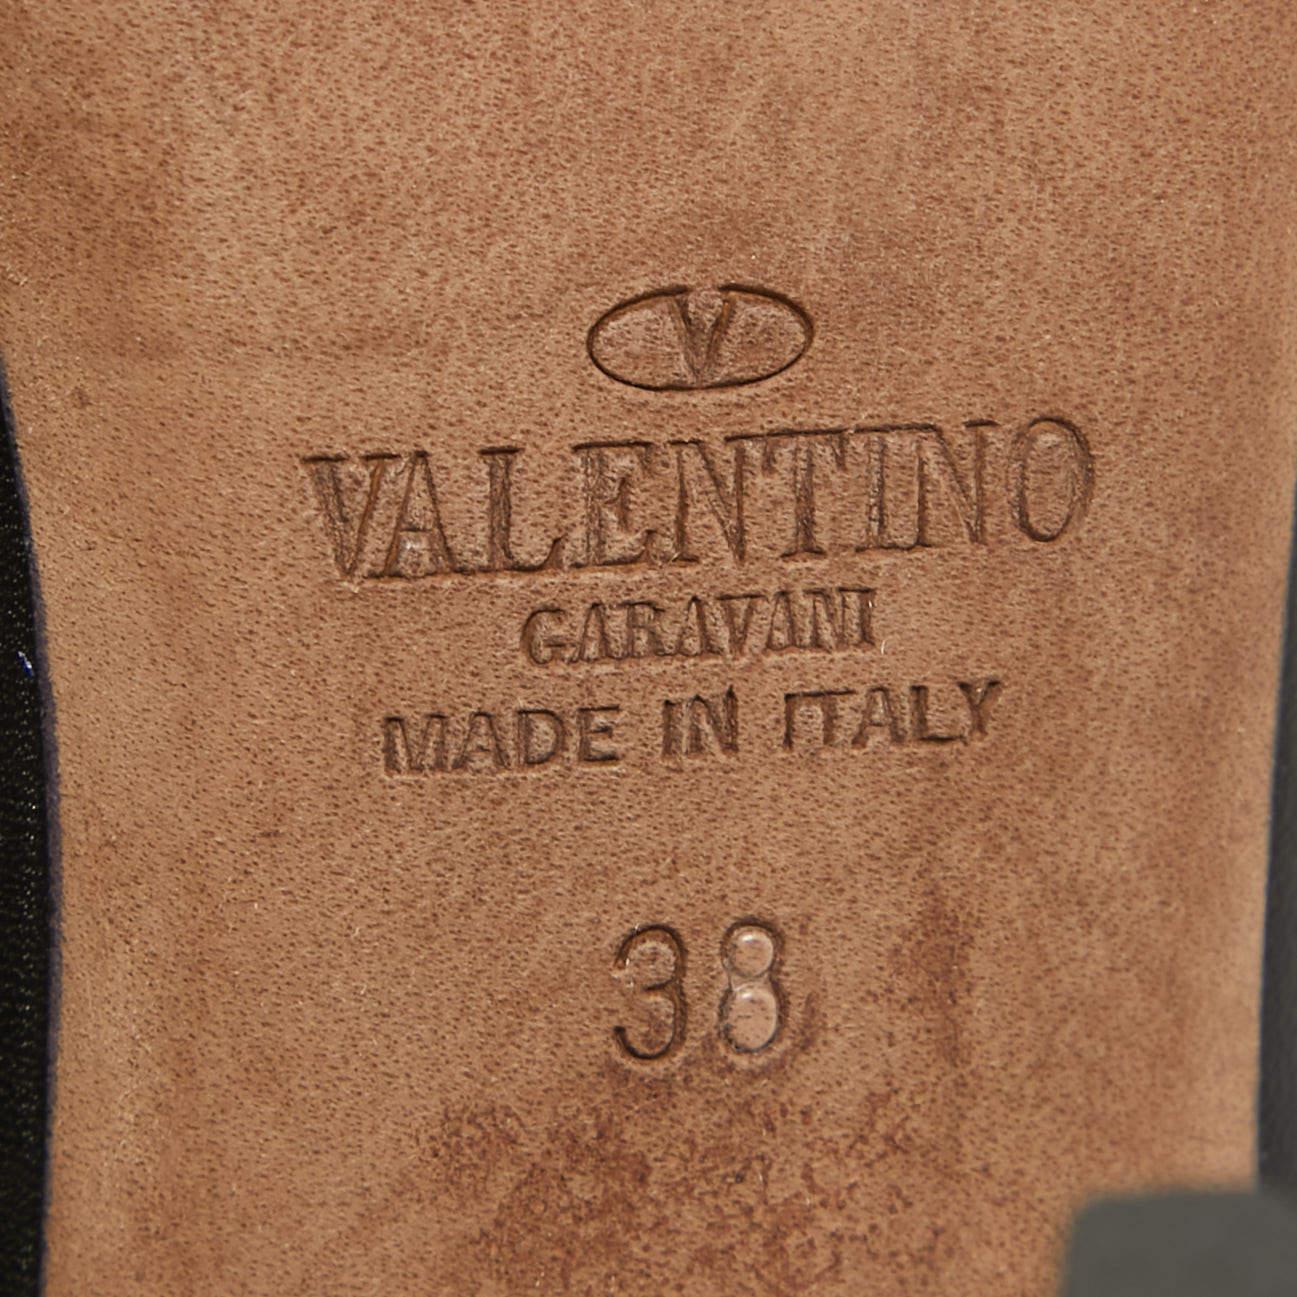 V
VALENTINO
GARAVANI
MADE IN ITALY
38